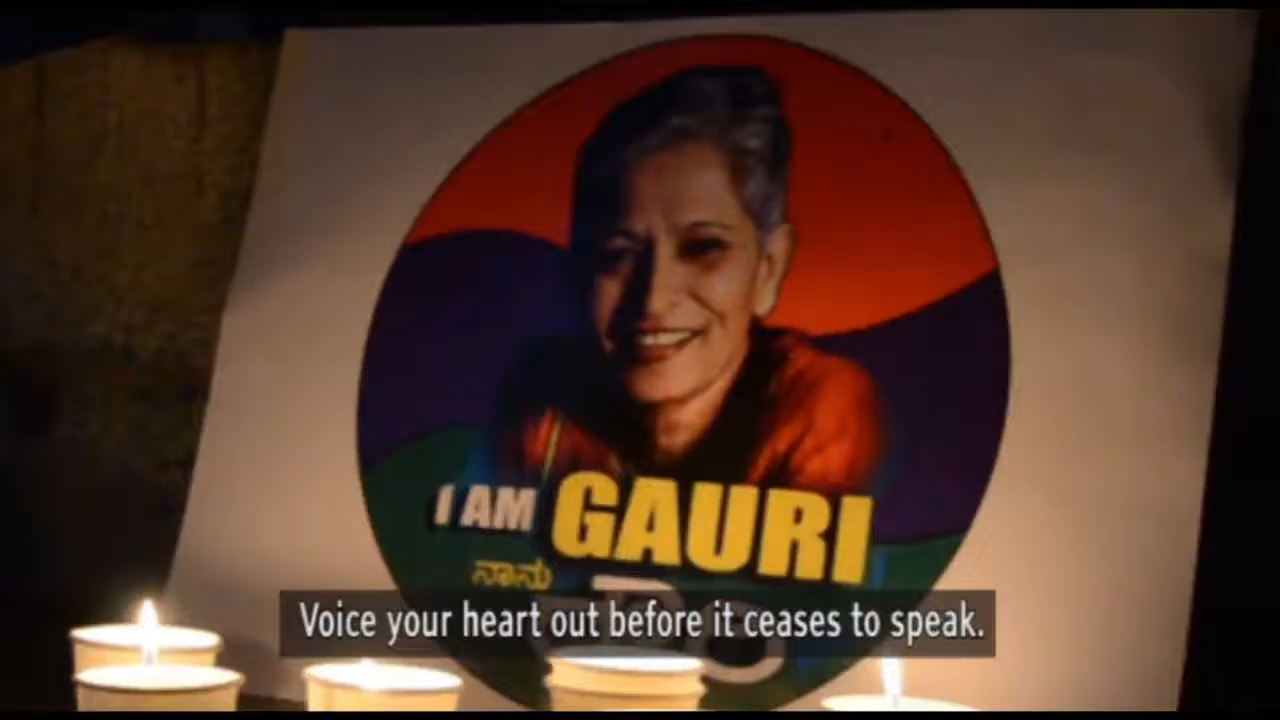 I AM GAURI
ನಾನು
Voice your heart out before it ceases to speak.